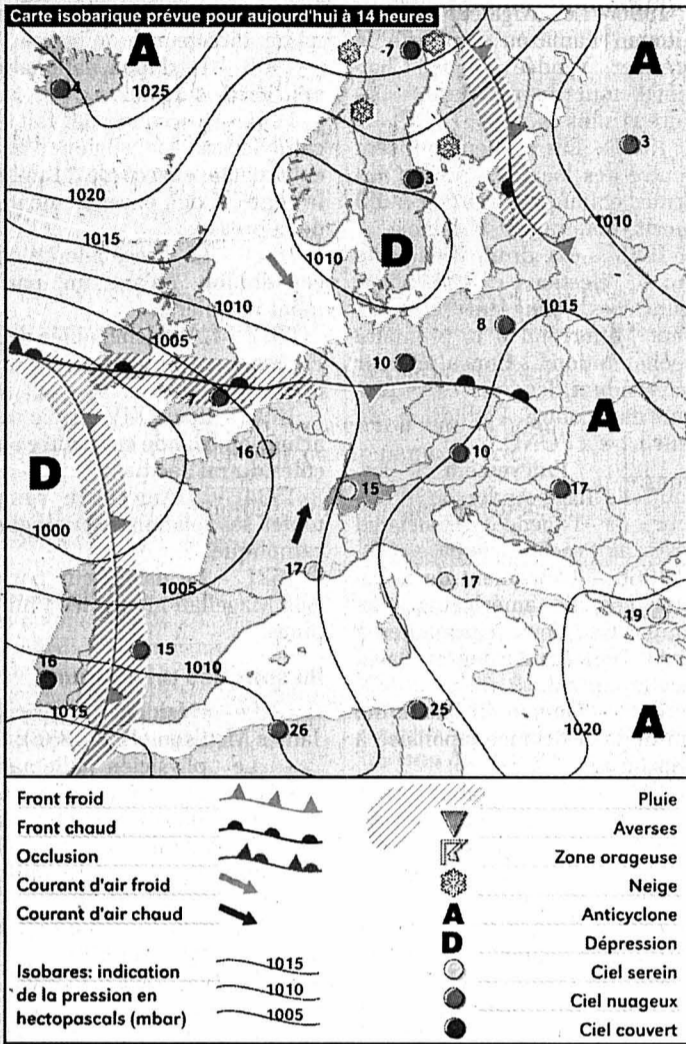 Carte isobarique prévue pour aujourd'hui à 14 heures
A
-7
A
4
1025
3
1020
3
1010
1015
1010
D
1010
1005
8
1015
10
7
A
D
16
15
10
17
1000
17
17
1005
19
16
15
1010
25
A
1015
26
1020
Front froid
Front chaud
Occlusion
Courant d'air froid
Courant d'air chaud
Isobares: indication
1015
de la pression en
1010
hectopascals (mbar)
1005
Pluie
Averses
Zone orageuse
Neige
A Anticyclone
D Dépression
Ciel serein
Ciel nuageux
Ciel couvert